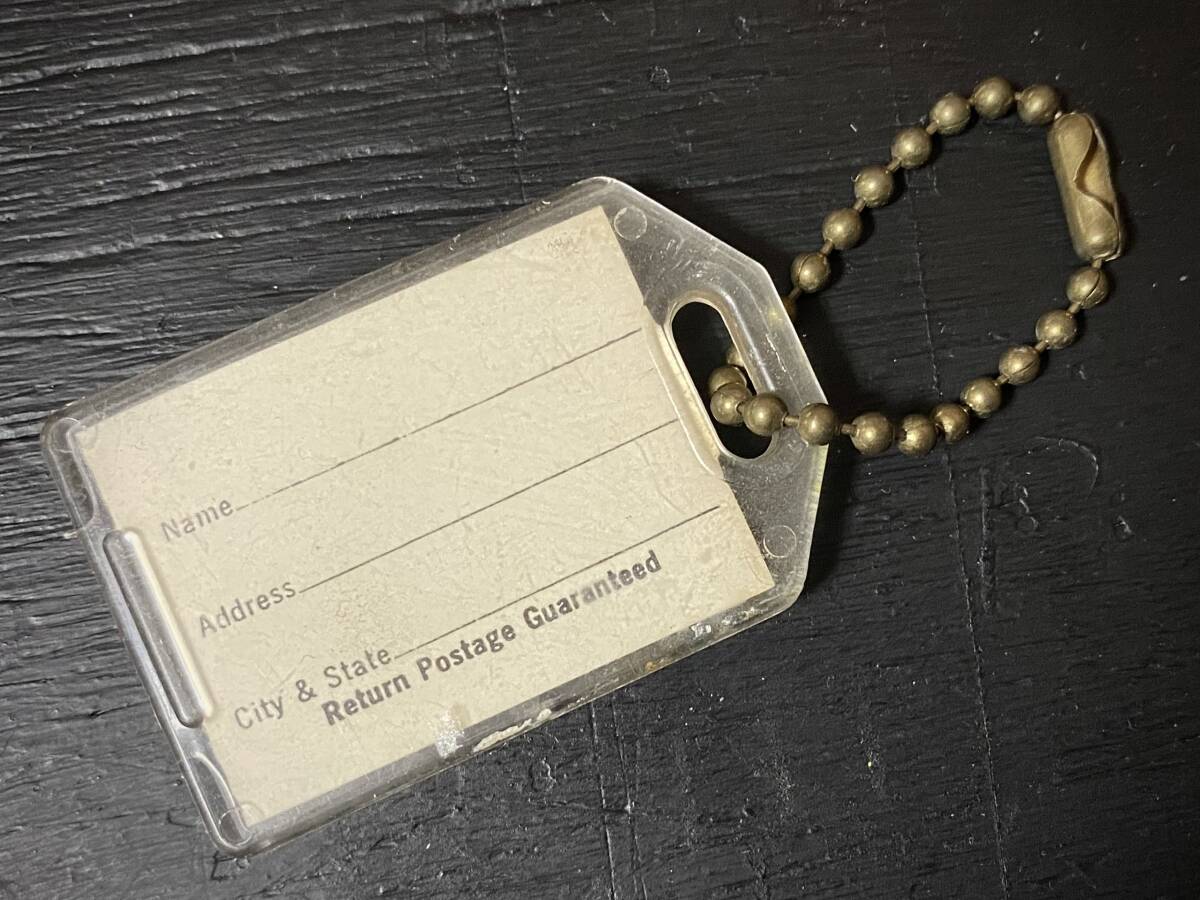 Name
Address
City & State
Return Postage Guaranteed